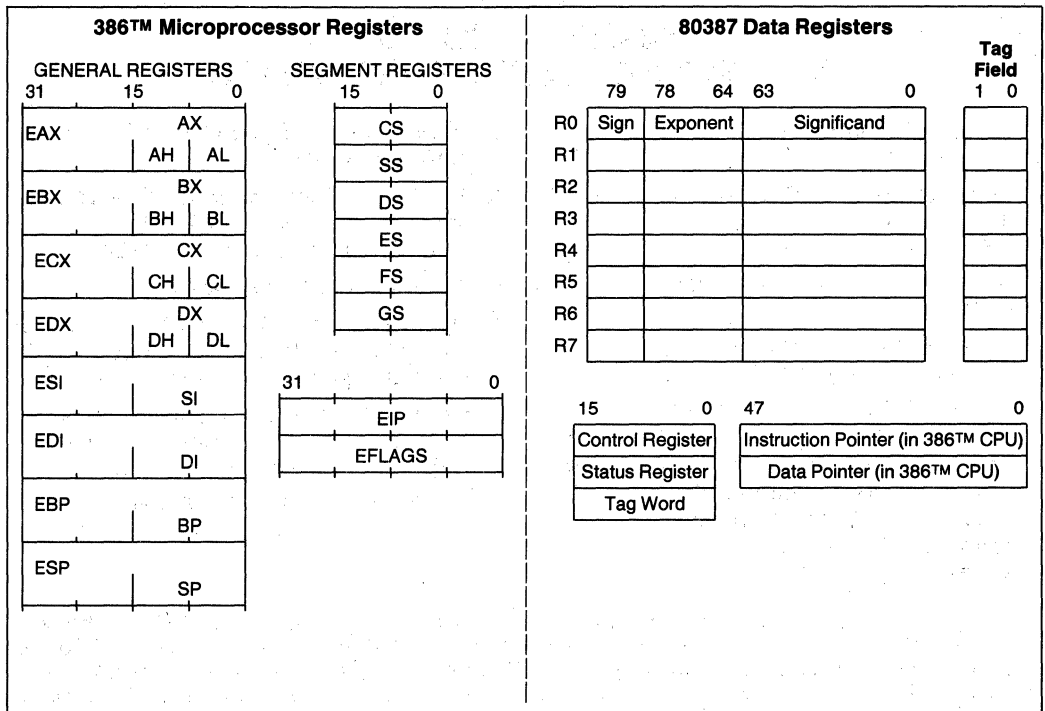 386™ Microprocessor Registers
GENERAL REGISTERS
31 15 0
EAX AX
AH AL
EBX BX
BH BL
ECX CX
CH CL
EDX DX
DH DL
ESI SI
EDI DI
EBP BP
ESP SP
SEGMENT REGISTERS
15 0
CS
SS
DS
ES
FS
GS
31 0
EIP
EFLAGS
80387 Data Registers
Tag
Field
79 78 64 63 0 1 0
R0 Sign Exponent Significand
R1
R2
R3
R4
R5
R6
R7
15 0
Control Register
Status Register
Tag Word
47 0
Instruction Pointer (in 386™ CPU)
Data Pointer (in 386™ CPU)